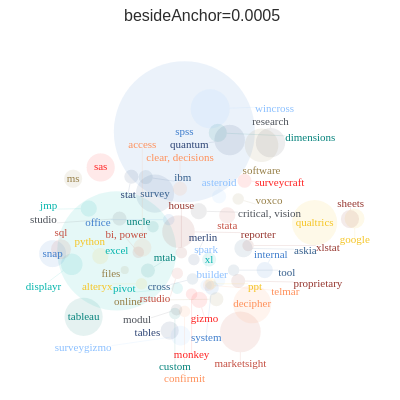 besideAnchor=0.0005
wincross
research
spss
dimensions
access
quantum
clear, decisions
software
sas
ms
ibm
asteroid
surveycraft
stat
survey
voxco
jmp
house
sheets
studio
office
uncle
critical, vision
qualtrics
stata
sql
bi, power
merlin
reporter
google
python
excel
spark
askia
xlstat
snap
mtab
xl
internal
files
builder
tool
displayr
alteryx
pivot
cross
ppt
proprietary
online
rstudio
telmar
decipher
tableau
modul
gizmo
tables
system
surveygizmo
monkey
marketsight
custom
confirmit